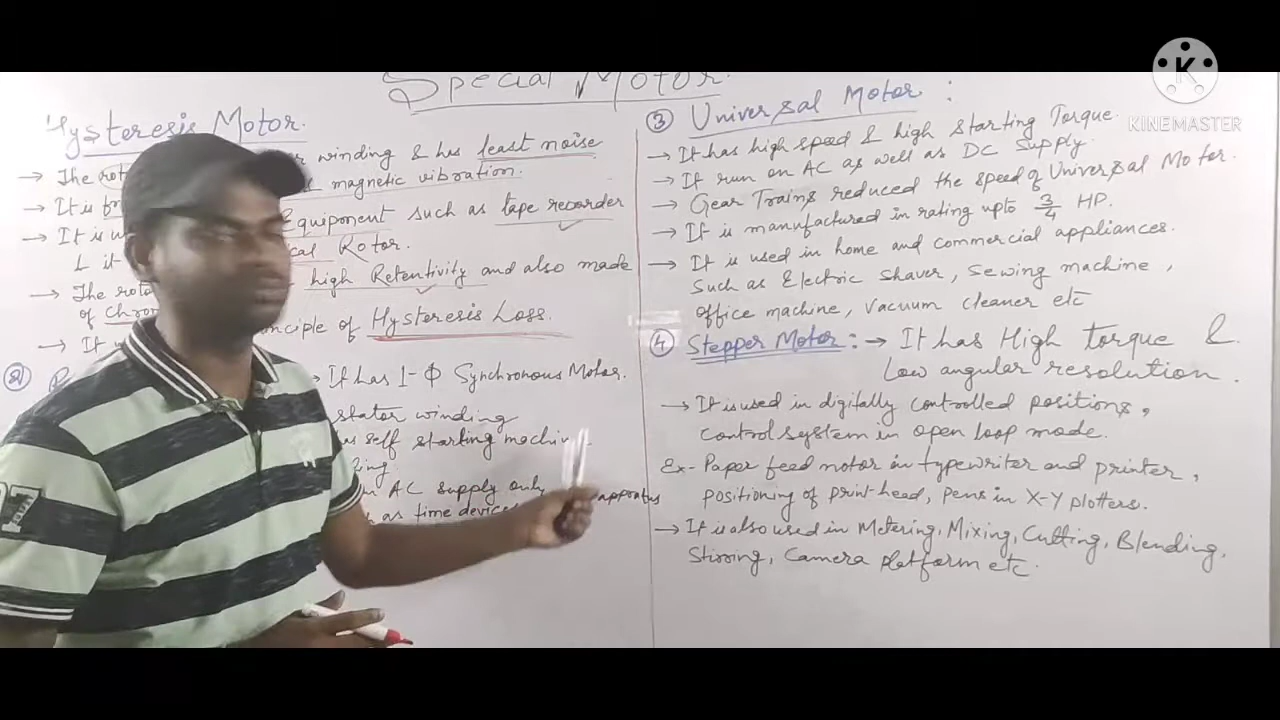 Special Motor.
Hysteresis Motor.
→ The winding & has least noise
magnetic vibration.
→ It is Equiponent such as tape recorder
→ It is Rotor.
L it high Retentivity and also made
→ The
of of Hysteresis Loss.
→ It
② → It has 1-Φ Synchronous Motor.
stator winding
self starting
AC supply only apparatus
as time
③ Universal Motor :
→ It has high speed & high starting Torque.
→ It run on AC as well as DC supply.
→ Gear Trains reduced the speed of Universal Motor.
→ It is manufactured in rating upto 3/4 HP.
→ It is used in home and commercial appliances.
Such as Electric Shaver, Sewing machine,
office machine, Vacuum cleaner etc
④ Stepper Motor : → It has High torque &
Low angular resolution.
→ It is used in digitally controlled positions,
control system in open loop mode.
Ex- Paper feed motor in typewriter and printer,
positioning of print-head, pens in X-Y plotters.
→ It is also used in Metering, Mixing, Cutting, Blending,
Stirring, Camera platform etc.
K
KINEMASTER